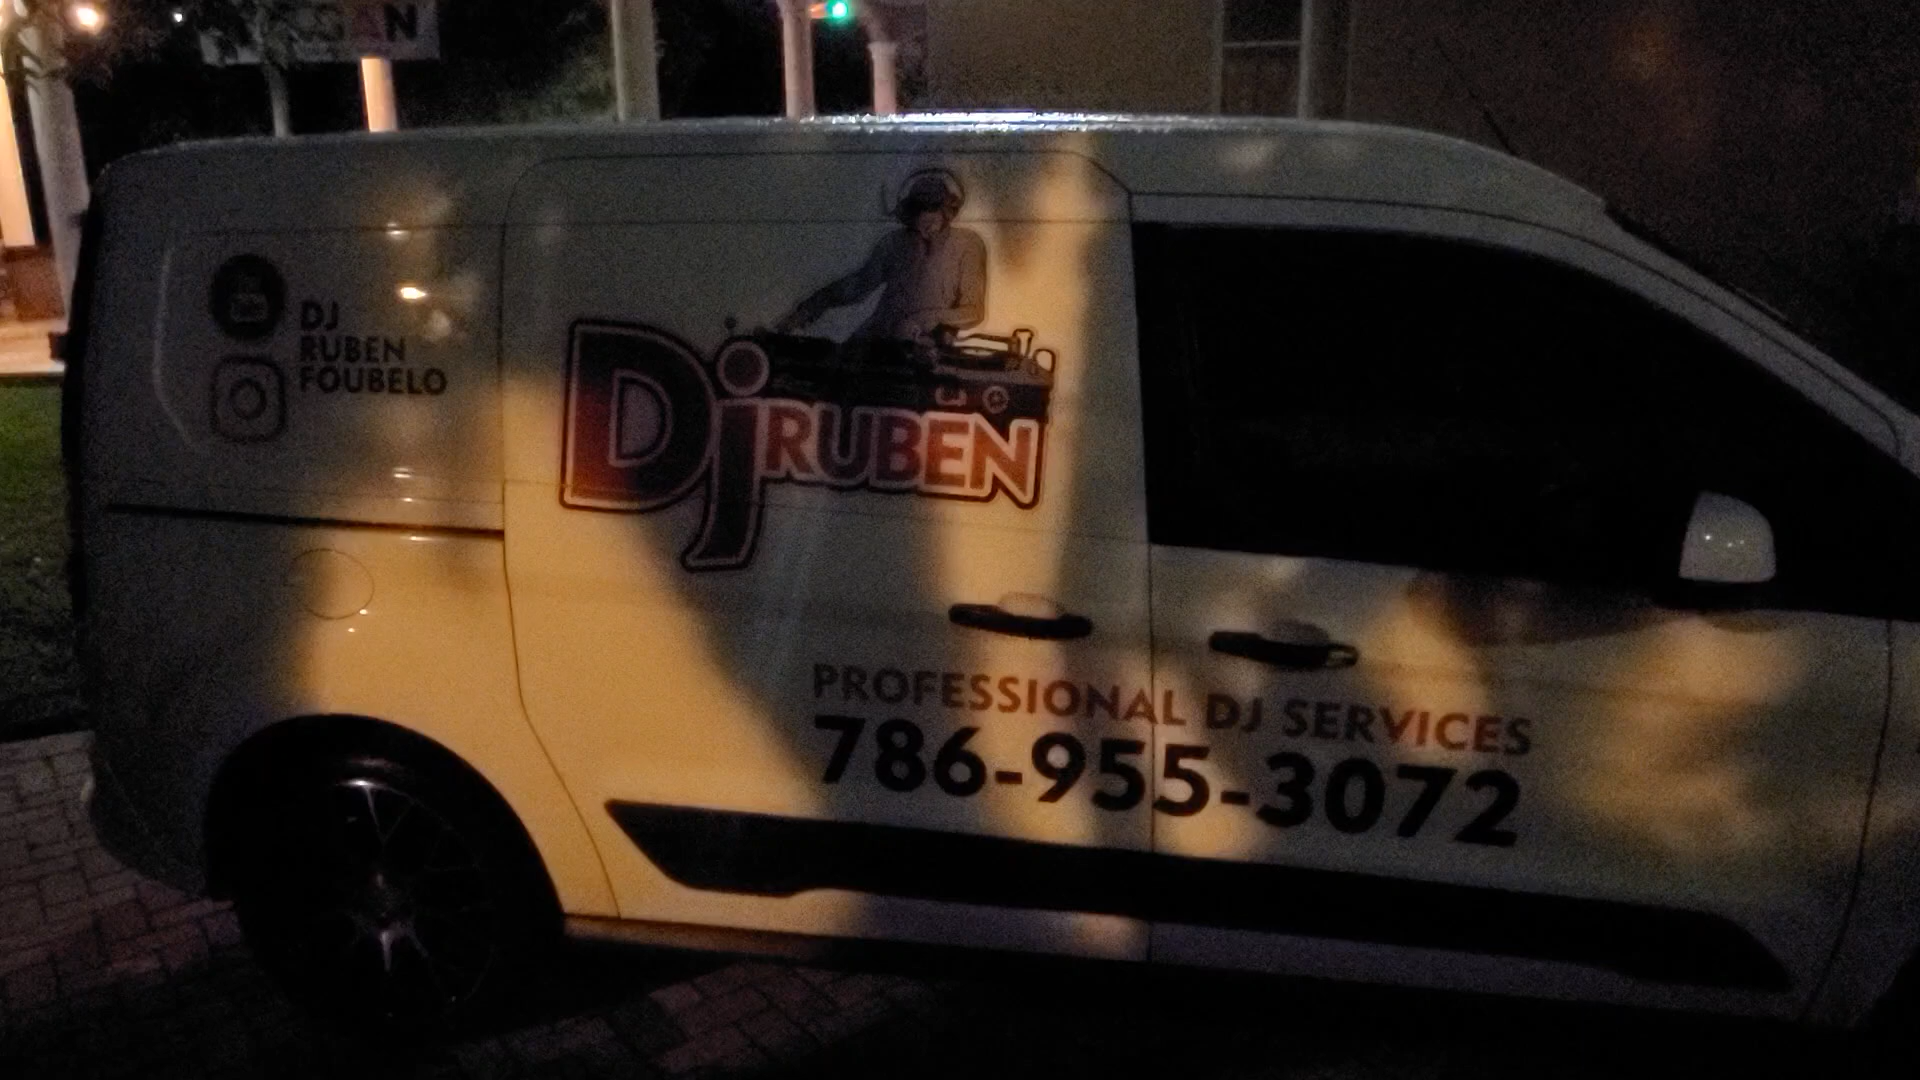 DJ
RUBEN
FOUBELO
Dj RUBEN
PROFESSIONAL DJ SERVICES
786-955-3072